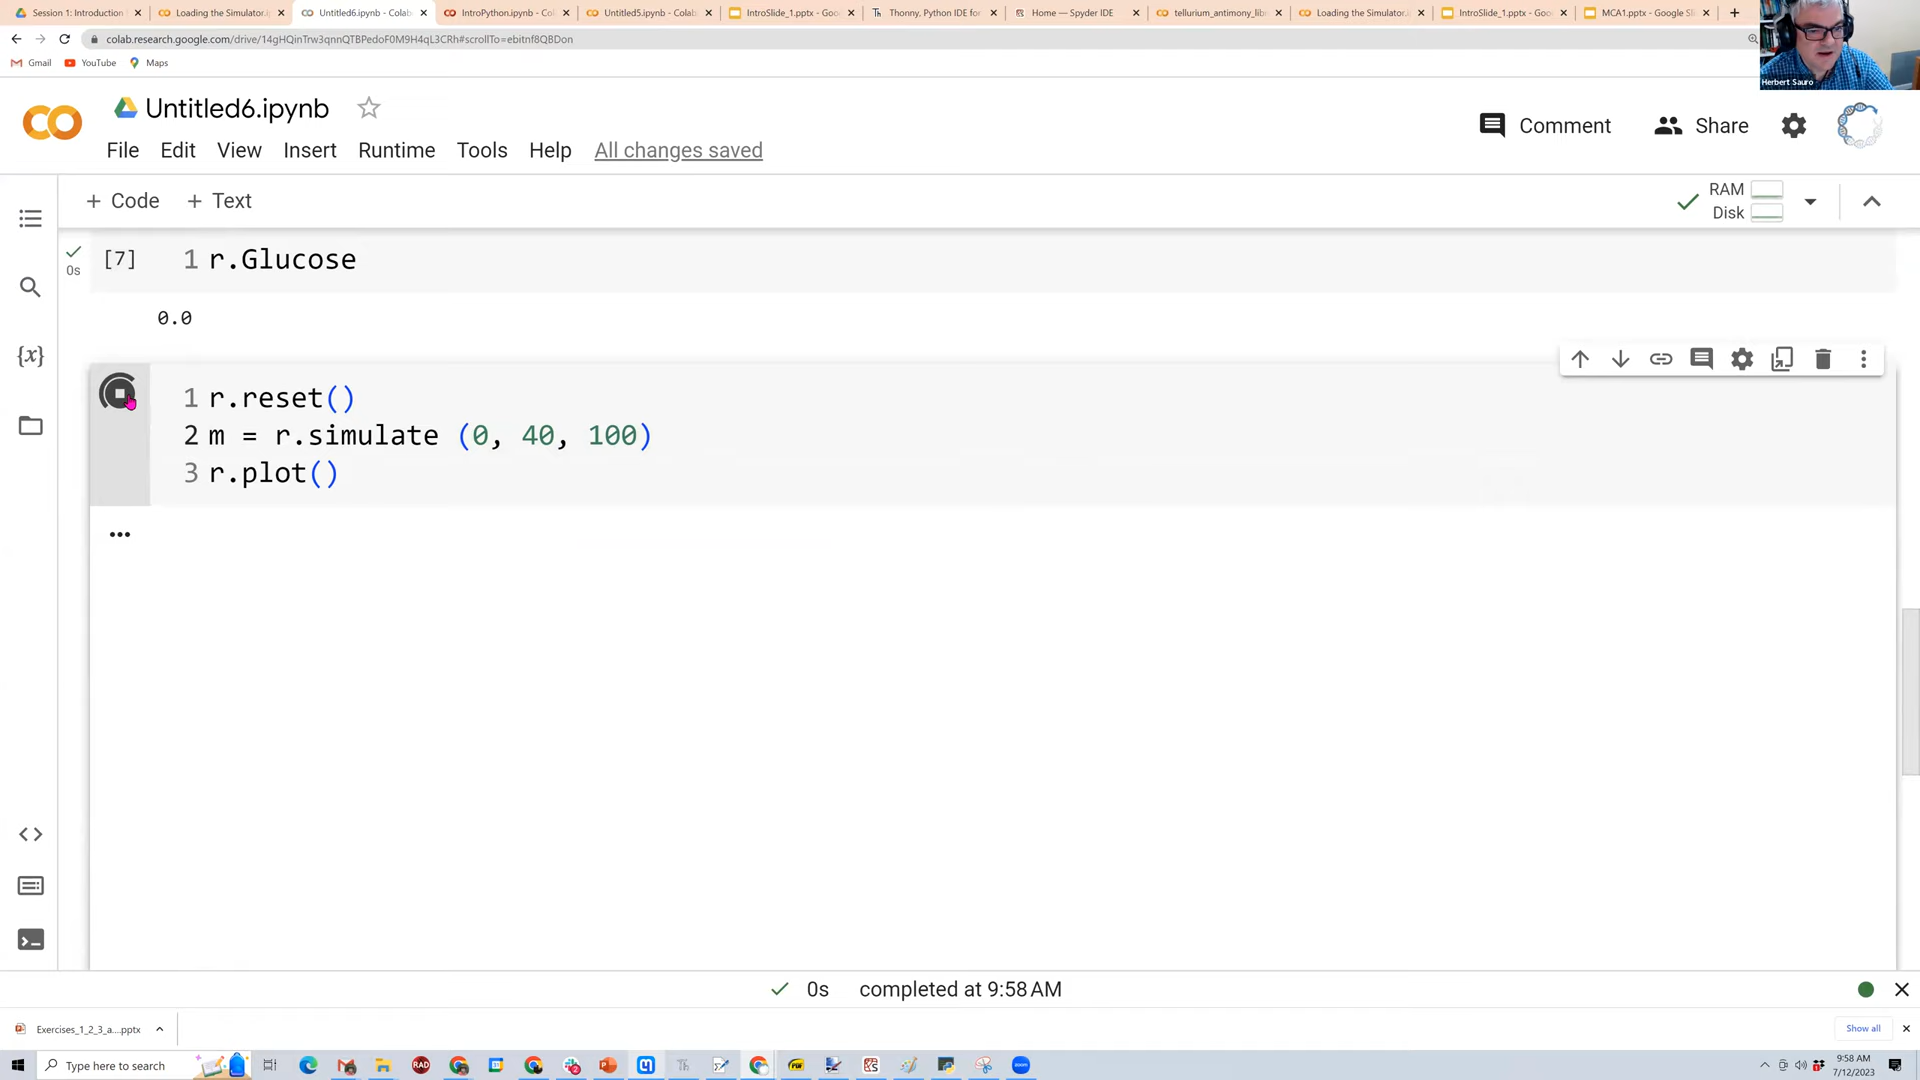 Session 1: Introduction
Loading the Simulator.i
Untitled6.ipynb - Colab
IntroPython.ipynb - Co
Untitled5.ipynb - Colab
IntroSlide_1.pptx - Goo
Thonny, Python IDE for
Home — Spyder IDE
tellurium_antimony_lib
Loading the Simulator.
IntroSlide_1.pptx - Goo
MCA1.pptx - Google Sl
colab.research.google.com/drive/14gHQinTrw3qnnQTBPedoF0M9H4qL3CRh#scrollTo=ebitnf8QBDon
Gmail
YouTube
Maps
Herbert Sauro
Untitled6.ipynb
Comment
Share
File Edit View Insert Runtime Tools Help All changes saved
+ Code + Text
RAM
Disk
0s
[7] 1 r.Glucose
0.0
{x}
1 r.reset()
2 m = r.simulate (0, 40, 100)
3 r.plot()
0s completed at 9:58 AM
Exercises_1_2_3_a....pptx
Show all
Type here to search
RAD
9:58 AM
7/12/2023